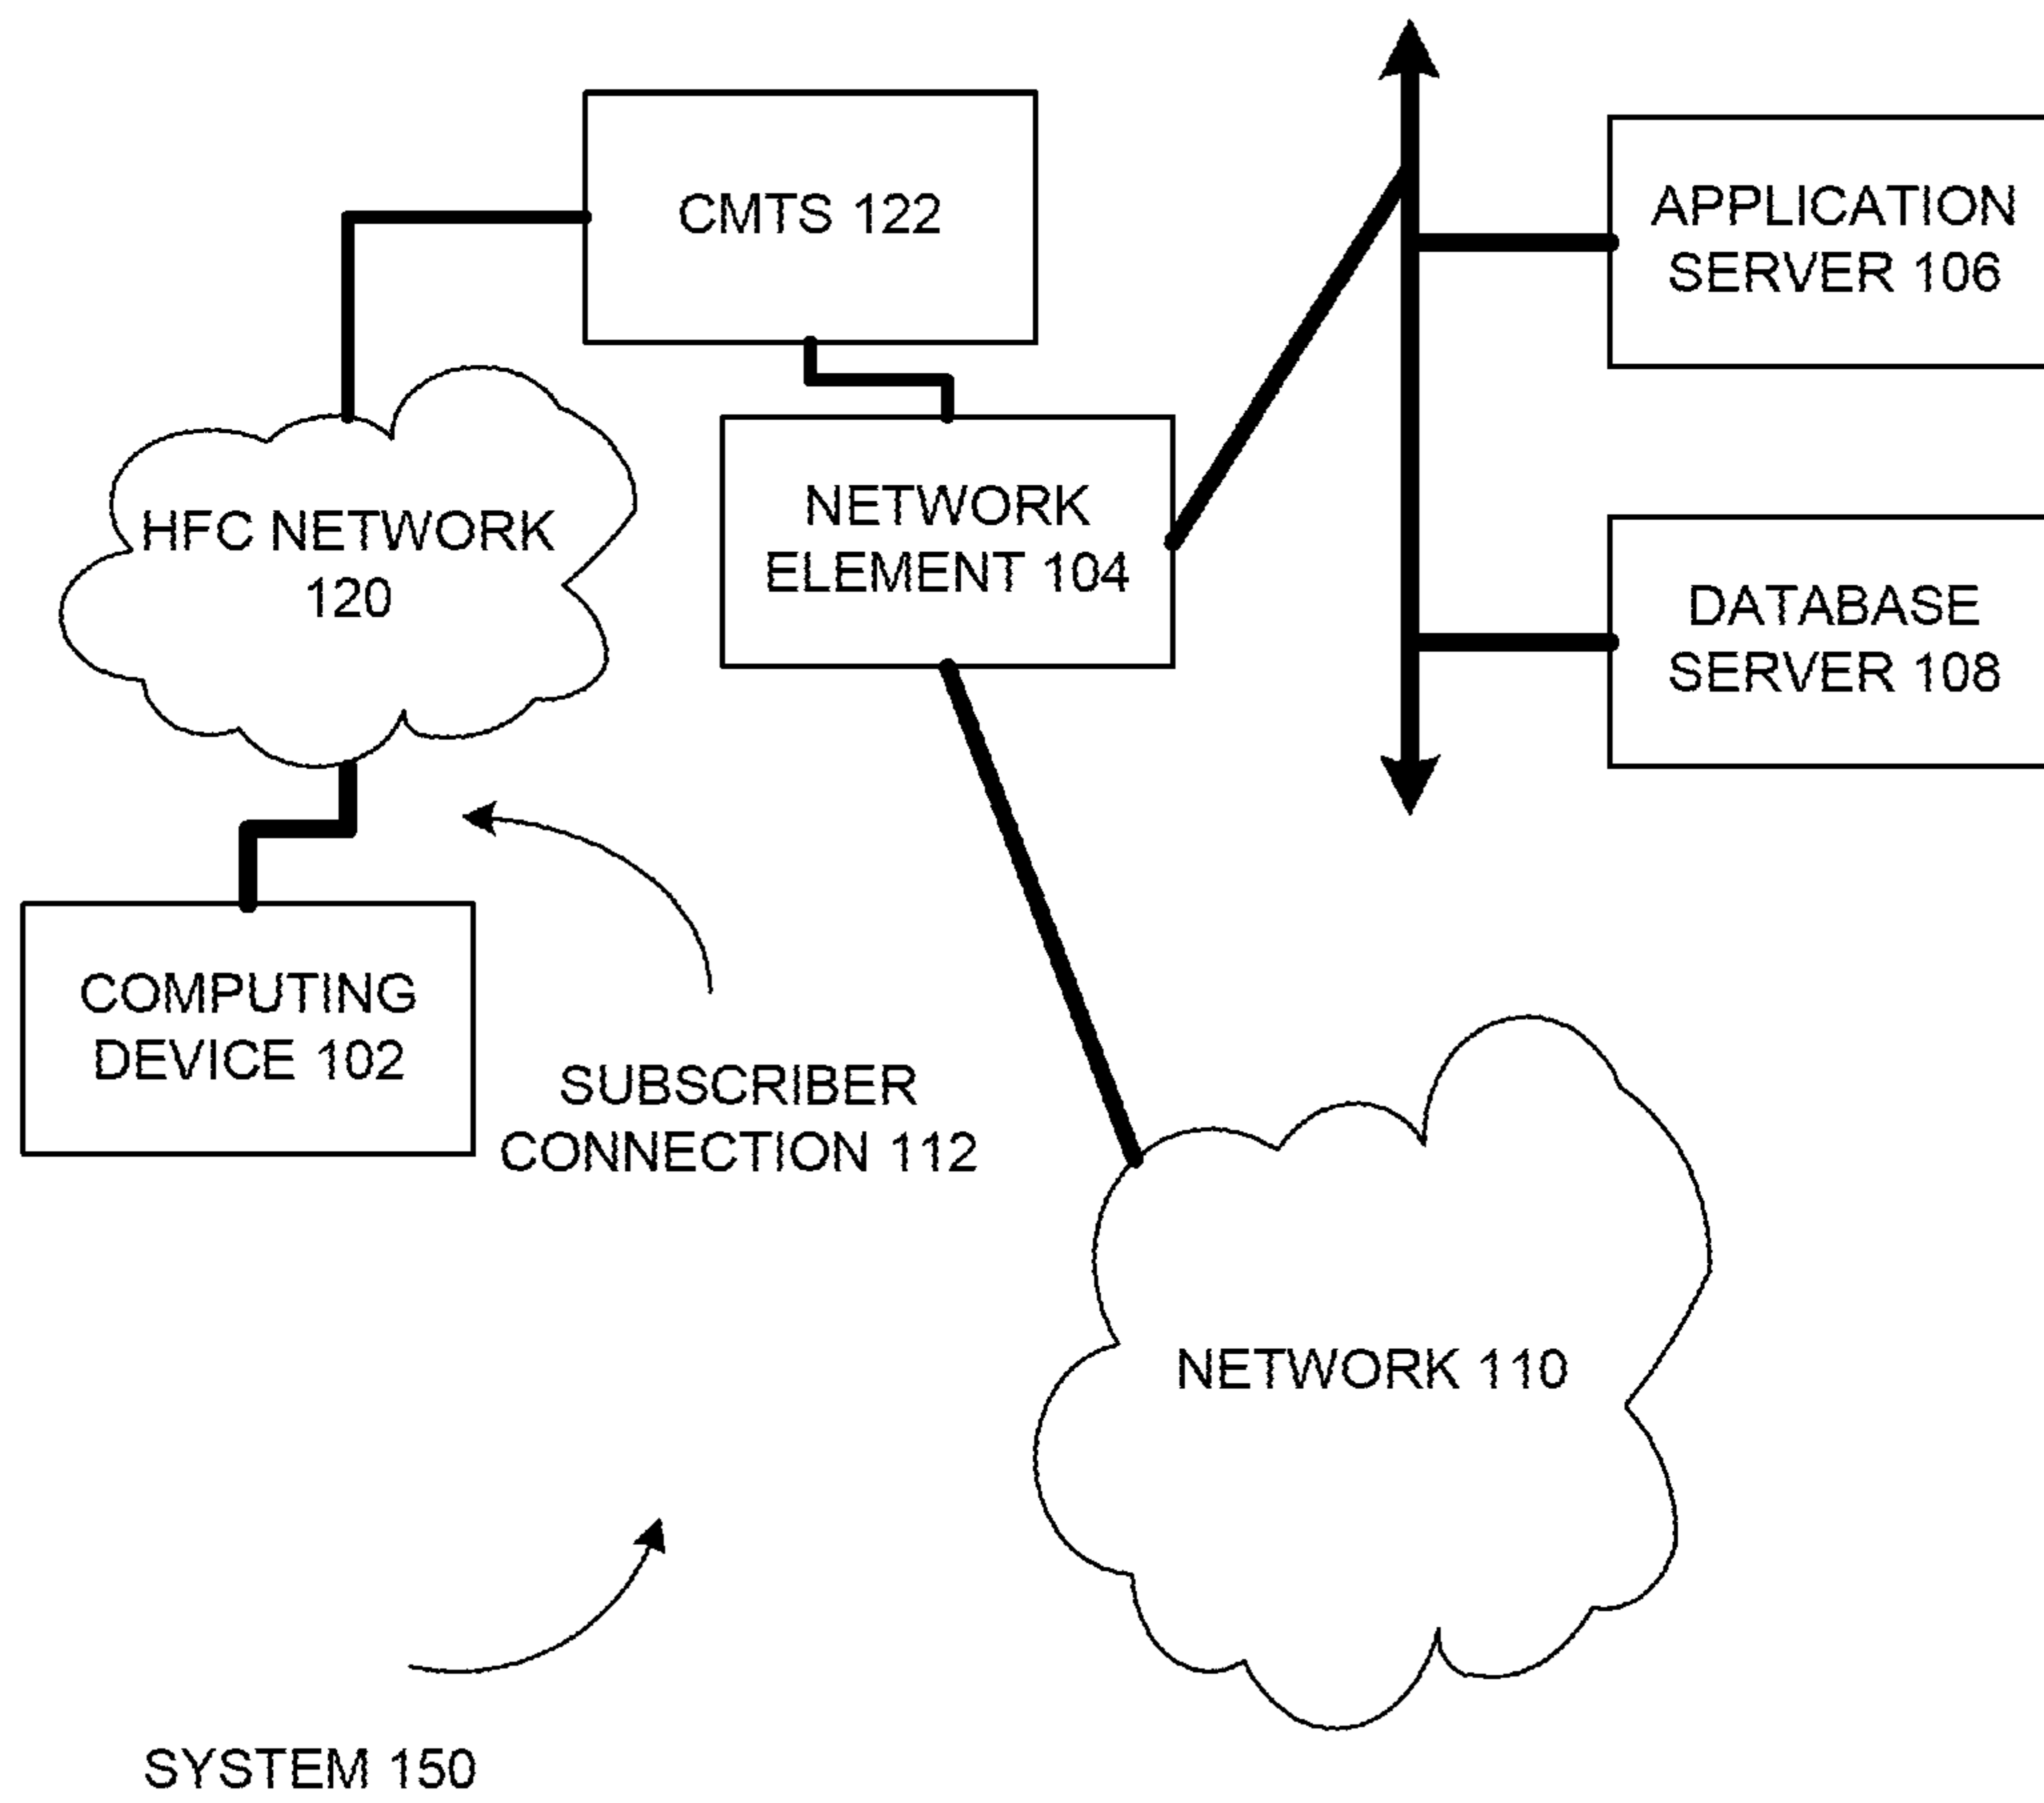 CMTS 122
APPLICATION
SERVER 106
HFC NETWORK
120
NETWORK
ELEMENT 104
DATABASE
SERVER 108
COMPUTING
DEVICE 102
SUBSCRIBER
CONNECTION 112
NETWORK 110
SYSTEM 150